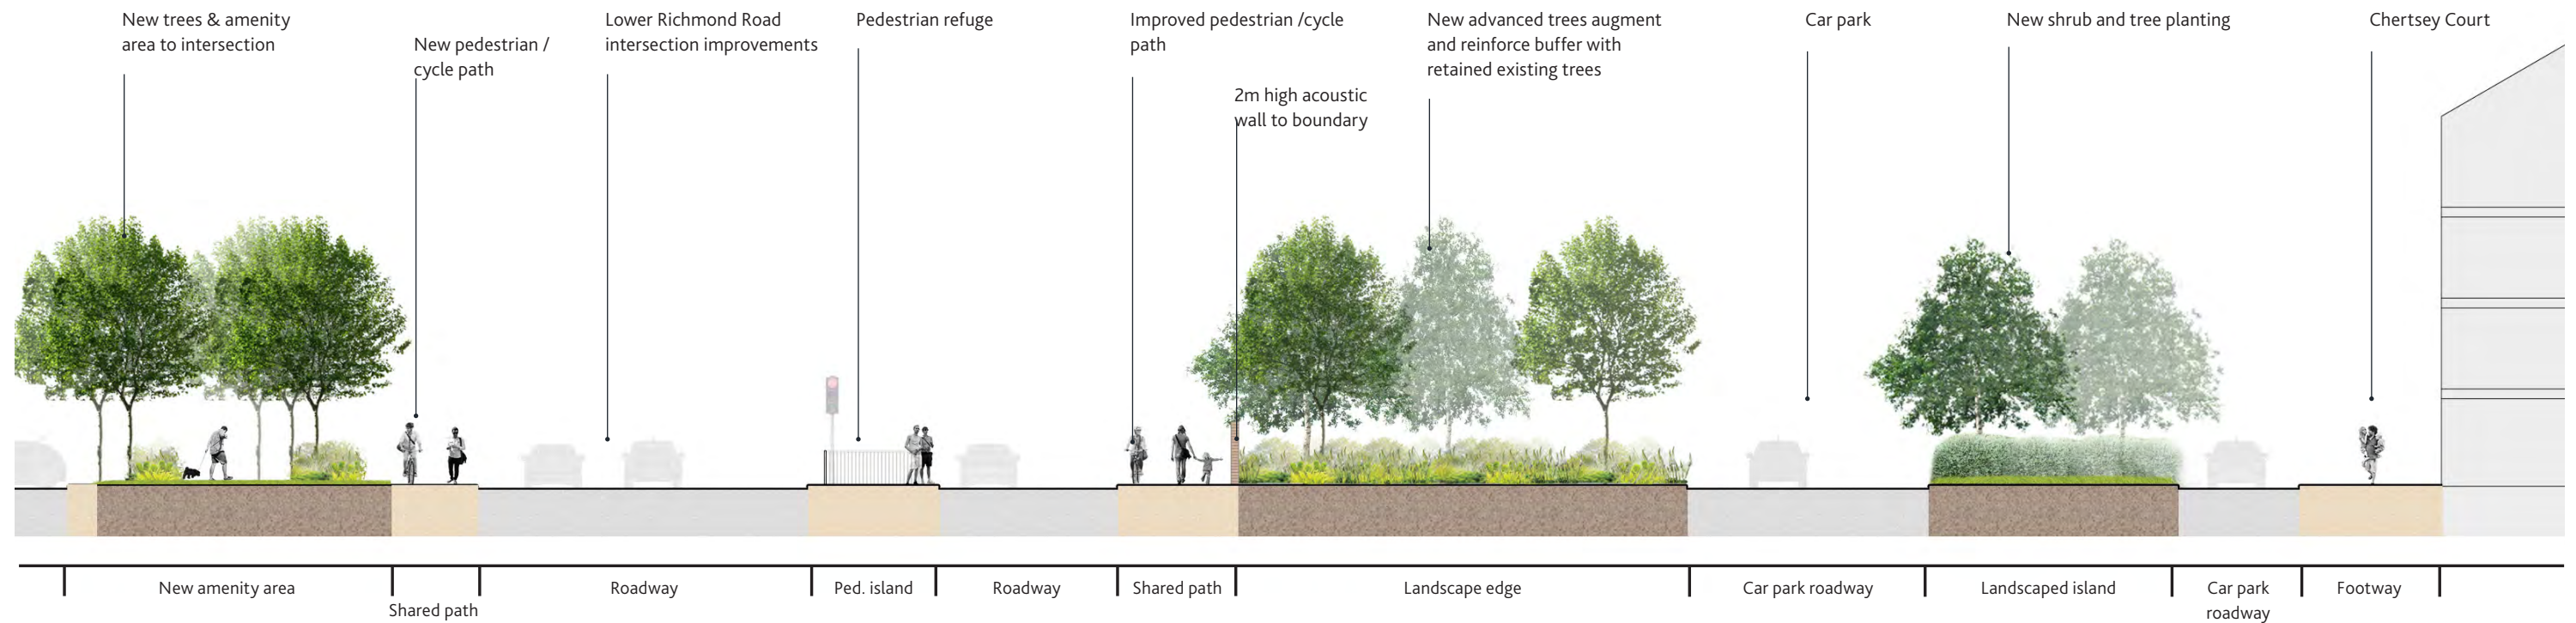 New trees & amenity
area to intersection
New pedestrian /
cycle path
Lower Richmond Road
intersection improvements
Pedestrian refuge
Improved pedestrian /cycle
path
2m high acoustic
wall to boundary
New advanced trees augment
and reinforce buffer with
retained existing trees
Car park
New shrub and tree planting
Chertsey Court
New amenity area
Shared path
Roadway
Ped. island
Roadway
Shared path
Landscape edge
Car park roadway
Landscaped island
Car park
roadway
Footway